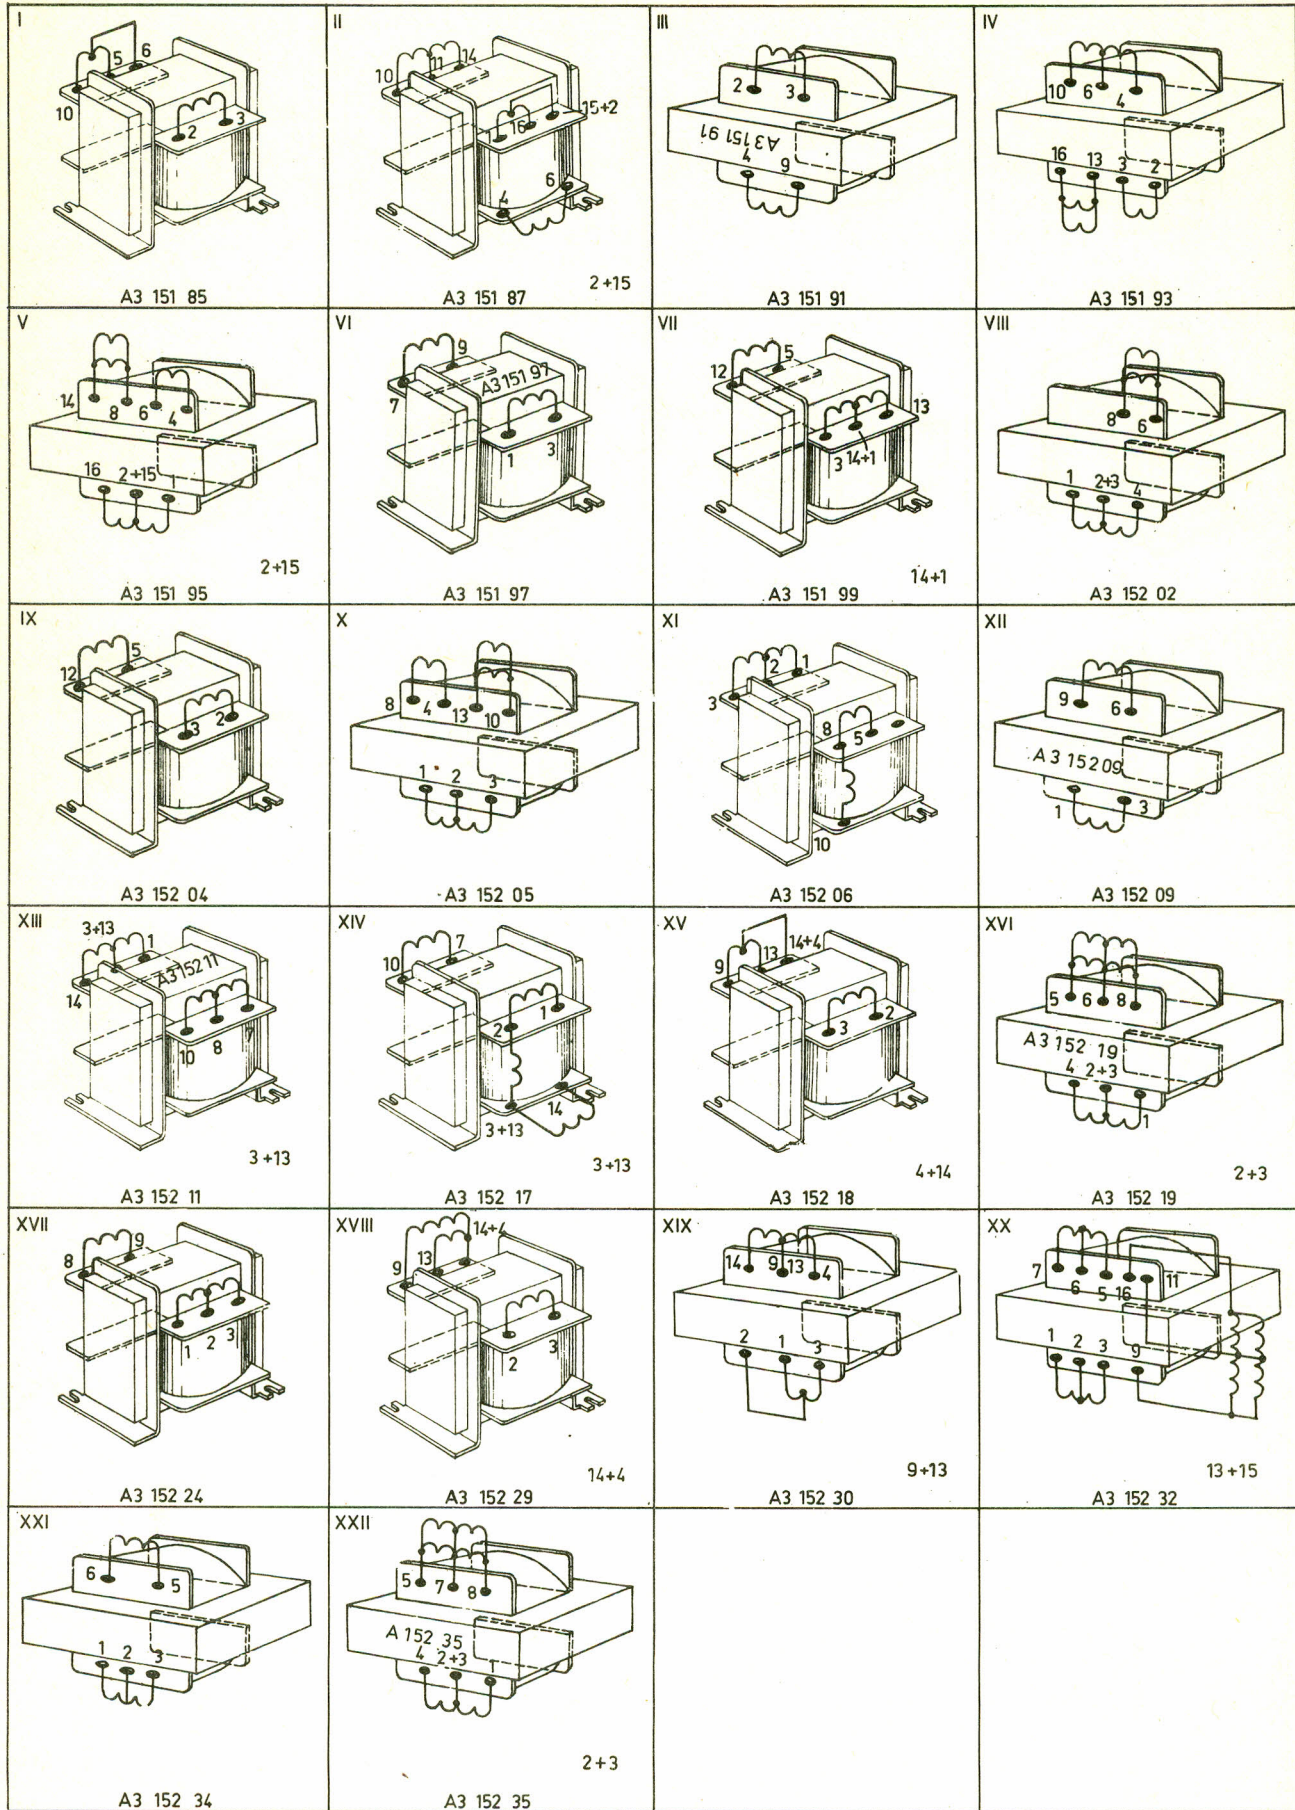 I
5 6
10
2 3
A3 151 85
II
10 11 14
16 15+2
4 6
2+15
A3 151 87
III
2 3
A3 151 91
4 9
A3 151 91
IV
10 6 4
16 13 3 2
A3 151 93
V
14 8 6 4
16 2+15 1
2+15
A3 151 95
VI
9
7
A3 151 97
1 3
A3 151 97
VII
12 5
13
3 14+1
14+1
A3 151 99
VIII
8 6
1 2+3 4
A3 152 02
IX
12 5
3 2
A3 152 04
X
8 4 13 10
1 2 3
A3 152 05
XI
3 2 1
8 5
10
A3 152 06
XII
9 6
A3 152 09
1 3
A3 152 09
XIII
3+13 1
14
A3 152 11
10 8 7
3+13
A3 152 11
XIV
10 7
2 1
14
3+13
3+13
A3 152 17
XV
9 13 14+4
3 2
4+14
A3 152 18
XVI
5 6 8
A3 152 19
4 2+3
1
2+3
A3 152 19
XVII
8 9
1 2 3
A3 152 24
XVIII
14+4
9 13
2 3
14+4
A3 152 29
XIX
14 9 13 4
2 1 3
9+13
A3 152 30
XX
7 6 5 16 11
1 2 3 9
13+15
A3 152 32
XXI
6 5
1 2 3
A3 152 34
XXII
5 7 8
A 152 35
4 2+3 1
2+3
A3 152 35